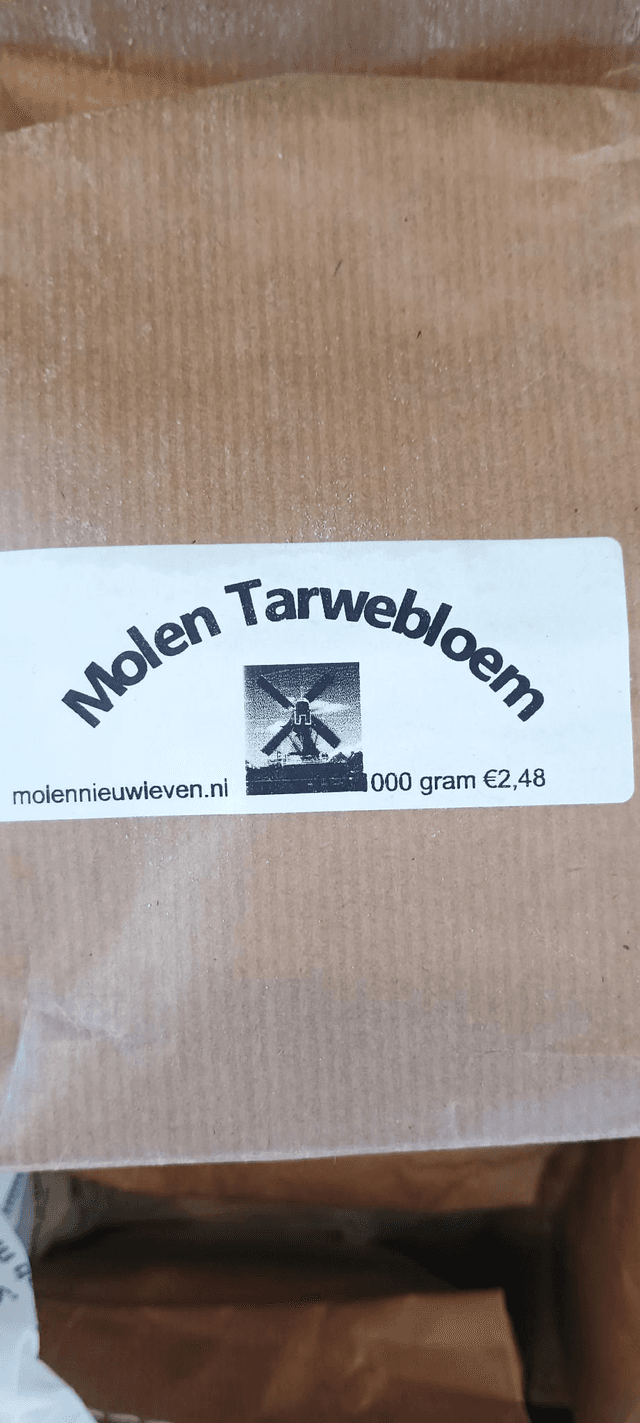 Molen Tarwebloem
molennieuwleven.nl
000 gram €2,48